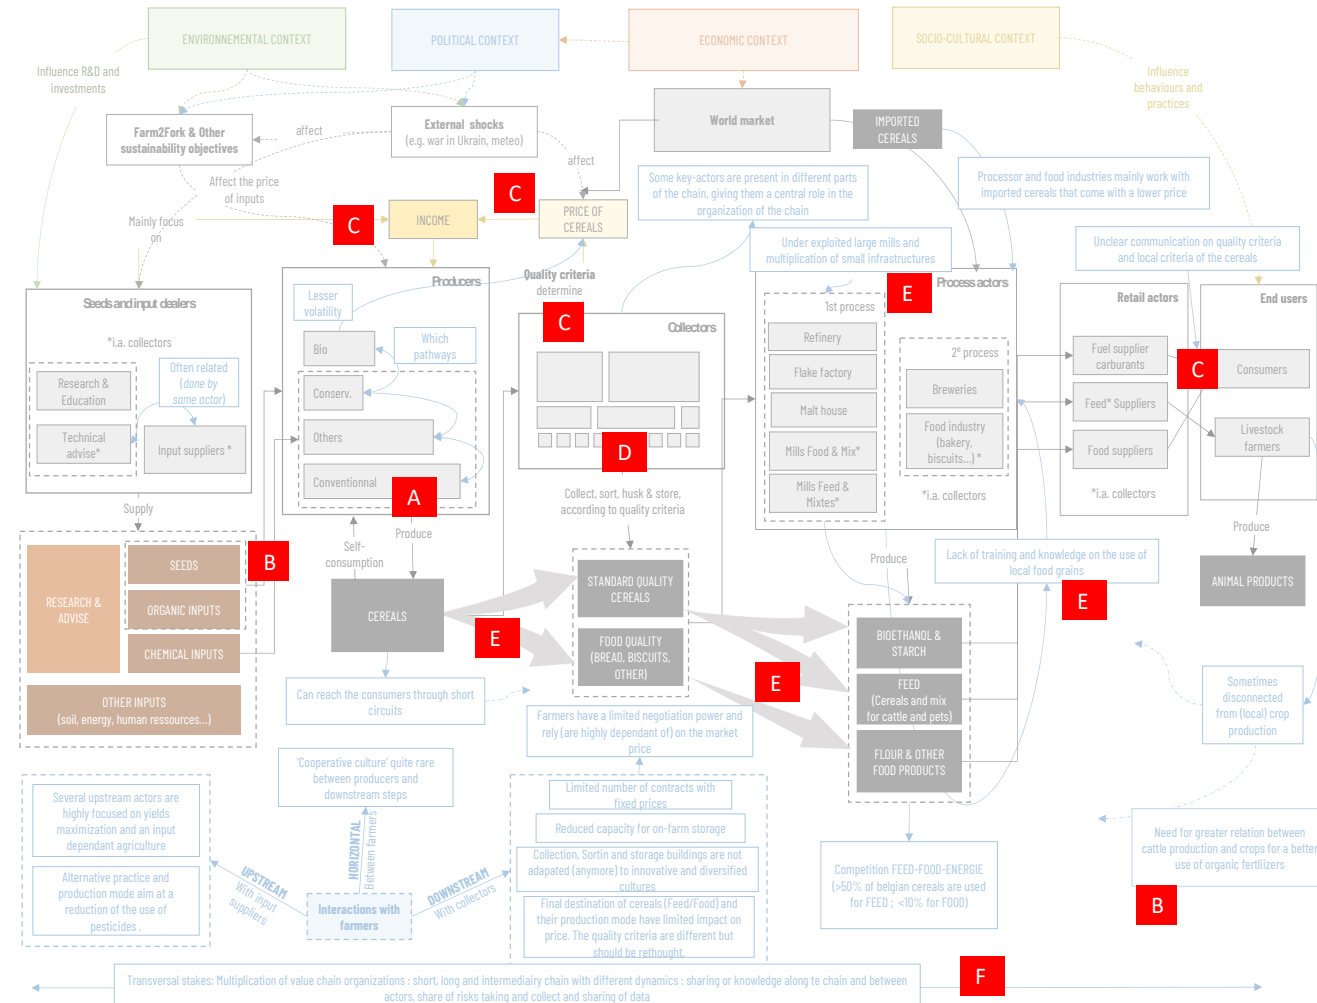 ENVIRONNEMENTAL CONTEXT
POLITICAL CONTEXT
ECONOMIC CONTEXT
SOCIO-CULTURAL CONTEXT
Influence R&D and
investments
Influence
behaviours and
practices
Farm2Fork & Other
sustainability objectives
affect
External shocks
(e.g. war in Ukrain, meteo)
World market
IMPORTED
CEREALS
affect
Affect the price
of inputs
Mainly focus
on
C
INCOME
C
PRICE OF
CEREALS
Some key-actors are present in different parts
of the chain, giving them a central role in the
organization of the chain
Processor and food industries mainly work with
imported cereals that come with a lower price
Under exploited large mills and
multiplication of small infrastructures
Unclear communication on quality criteria
and local criteria of the cereals
Seeds and input dealers
*i.a. collectors
Research &
Education
Technical
advise*
Often related
(done by
same actor)
Input suppliers *
Producers
Lesser
volatility
Bio
Which
pathways
Conserv.
Others
Conventionnal
A
Quality criteria
determine
C
Collectors
D
Collect, sort, husk & store,
according to quality criteria
E
Process actors
1st process
Refinery
Flake factory
Malt house
Mills Food & Mix*
Mills Feed &
Mixtes*
2e process
Breweries
Food industry
(bakery,
biscuits...) *
*i.a. collectors
Retail actors
Fuel supplier
carburants
Feed* Suppliers
Food suppliers
*i.a. collectors
C
End users
Consumers
Livestock
farmers
Supply
Self-
consumption
Produce
Produce
Produce
B
RESEARCH &
ADVISE
SEEDS
ORGANIC INPUTS
CHEMICAL INPUTS
OTHER INPUTS
(soil, energy, human ressources...)
CEREALS
E
STANDARD QUALITY
CEREALS
FOOD QUALITY
(BREAD, BISCUITS,
OTHER)
E
Lack of training and knowledge on the use of
local food grains
E
ANIMAL PRODUCTS
BIOETHANOL &
STARCH
FEED
(Cereals and mix
for cattle and pets)
FLOUR & OTHER
FOOD PRODUCTS
Can reach the consumers through short
circuits
Farmers have a limited negotiation power and
rely (are highly dependant of) on the market
price
Sometimes
disconnected
from (local) crop
production
'Cooperative culture' quite rare
between producers and
downstream steps
Several upstream actors are
highly focused on yields
maximization and an input
dependant agriculture
Alternative practice and
production mode aim at a
reduction of the use of
pesticides .
UPSTREAM
With input
suppliers
HORIZONTAL
Between farmers
DOWNSTREAM
With collectors
Interactions with
farmers
Limited number of contracts with
fixed prices
Reduced capacity for on-farm storage
Collection, Sortin and storage buildings are not
adapated (anymore) to innovative and diversified
cultures
Final destination of cereals (Feed/Food) and
their production mode have limited impact on
price. The quality criteria are different but
should be rethought.
Competition FEED-FOOD-ENERGIE
(>50% of belgian cereals are used
for FEED ; <10% for FOOD)
Need for greater relation between
cattle production and crops for a better
use of organic fertliizers
B
F
Transversal stakes: Multiplication of value chain organizations : short, long and intermediairy chain with different dynamics : sharing or knowledge along te chain and between
actors, share of risks taking and collect and sharing of data